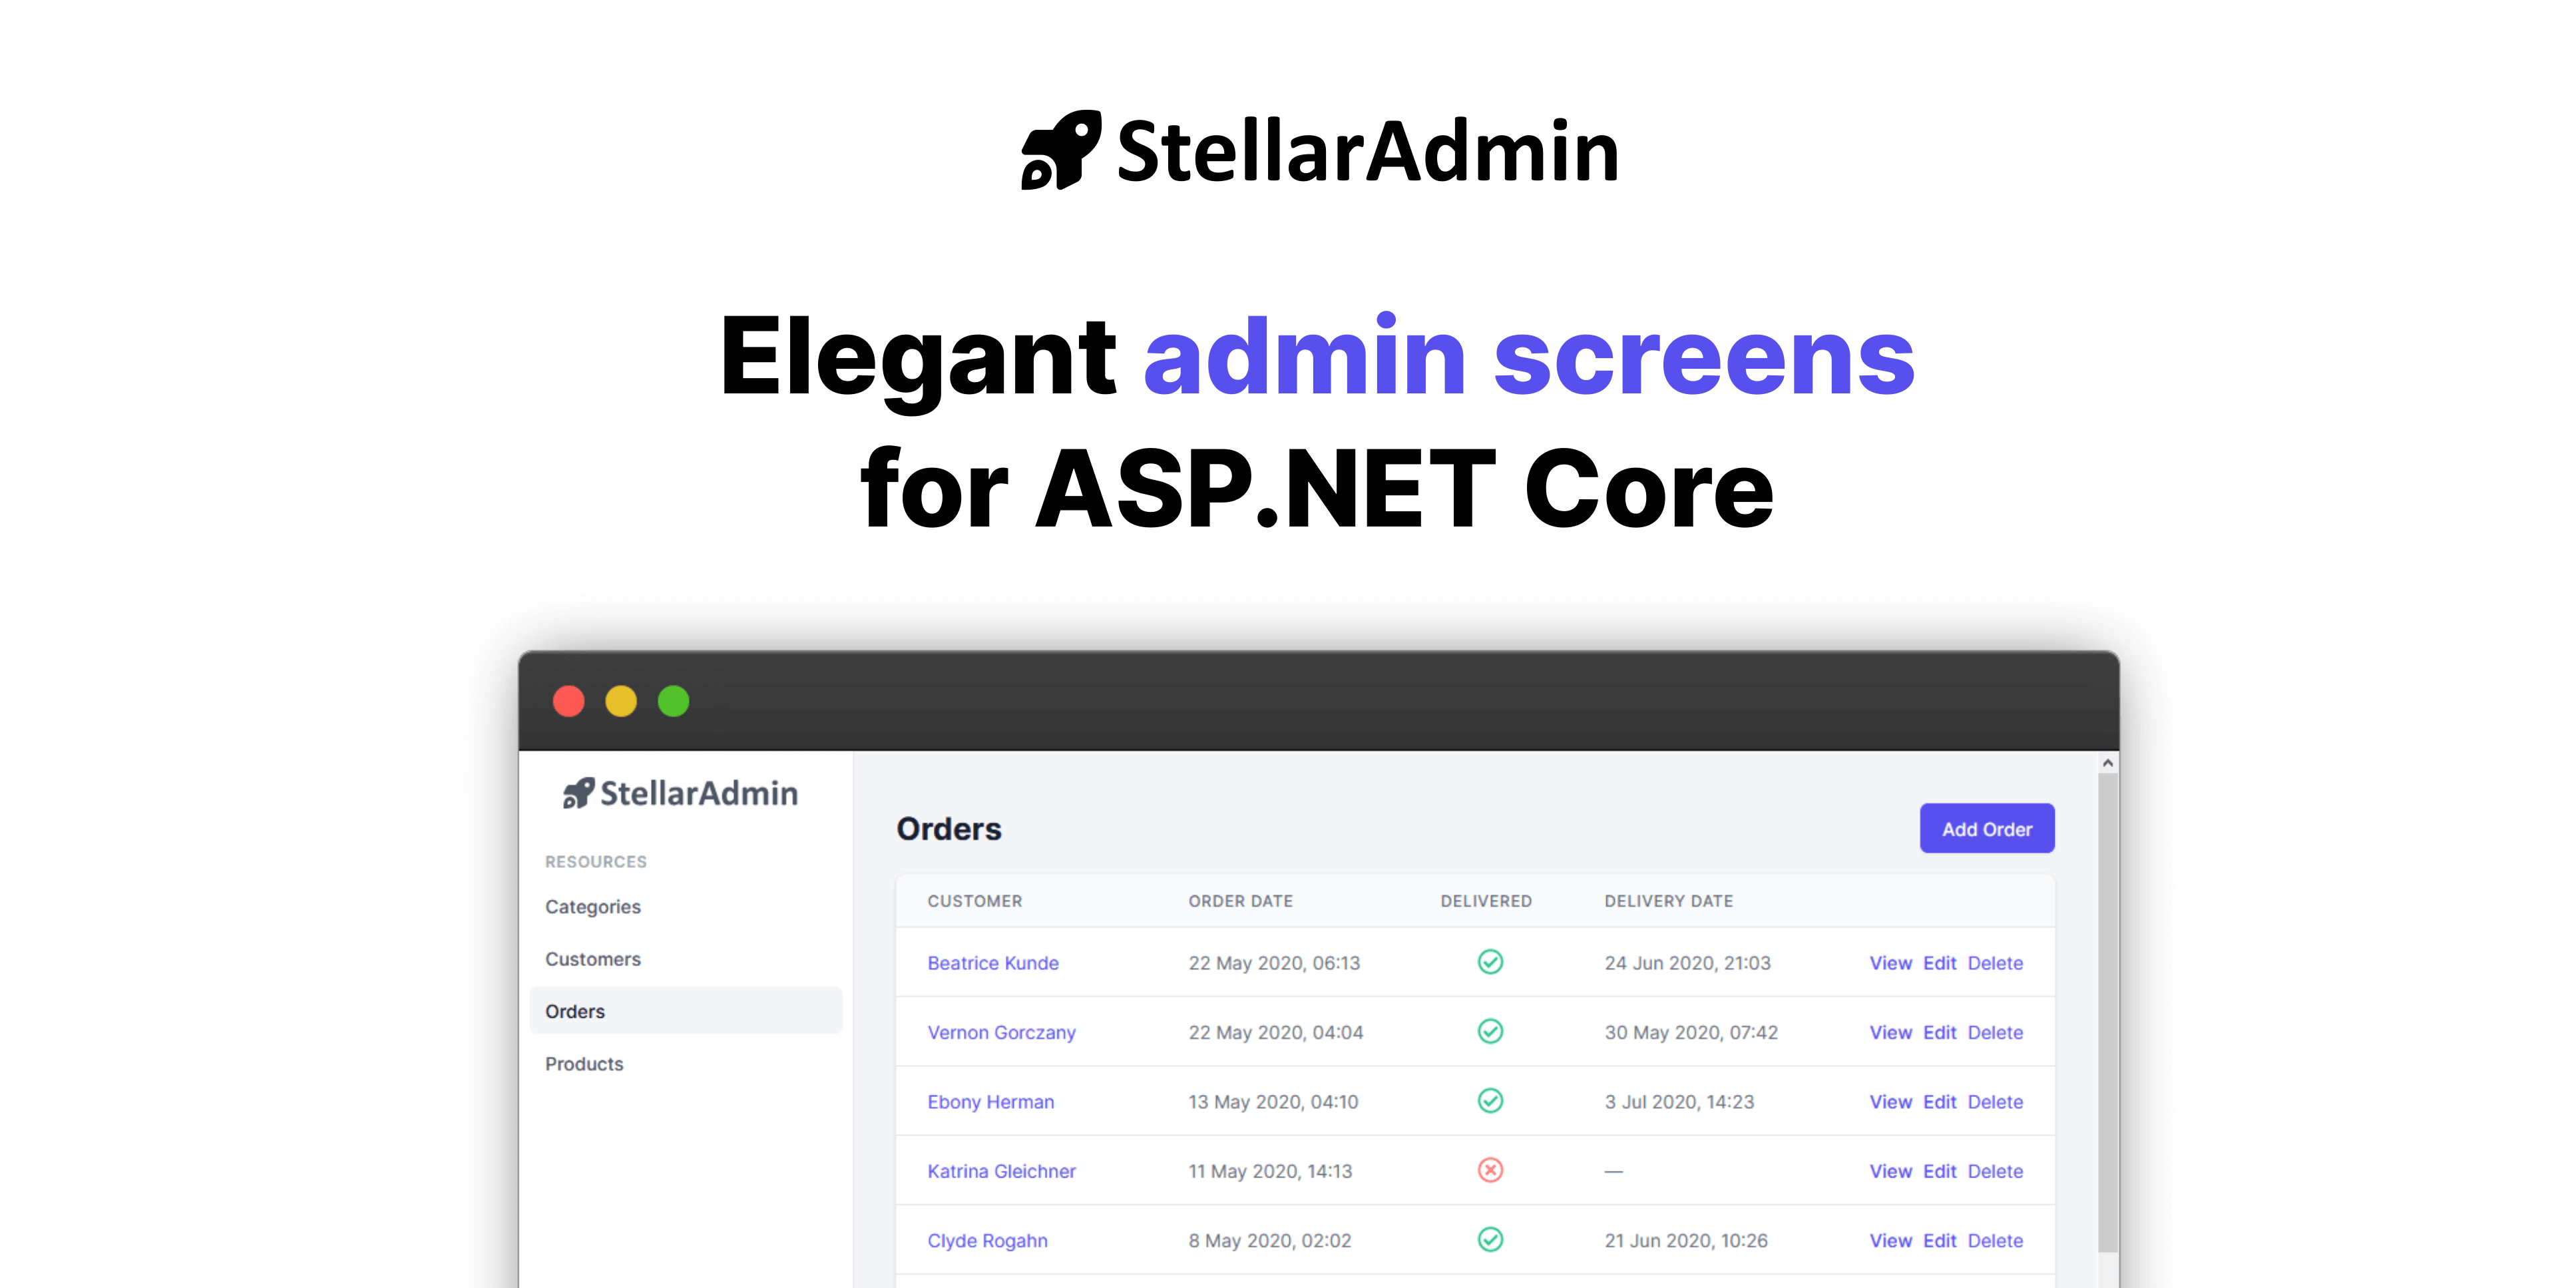 StellarAdmin
Elegant admin screens
for ASP.NET Core
StellarAdmin
RESOURCES
Categories
Customers
Orders
Products
Orders
Add Order
CUSTOMER ORDER DATE DELIVERED DELIVERY DATE
Beatrice Kunde 22 May 2020, 06:13 24 Jun 2020, 21:03 View Edit Delete
Vernon Gorczany 22 May 2020, 04:04 30 May 2020, 07:42 View Edit Delete
Ebony Herman 13 May 2020, 04:10 3 Jul 2020, 14:23 View Edit Delete
Katrina Gleichner 11 May 2020, 14:13 — View Edit Delete
Clyde Rogahn 8 May 2020, 02:02 21 Jun 2020, 10:26 View Edit Delete